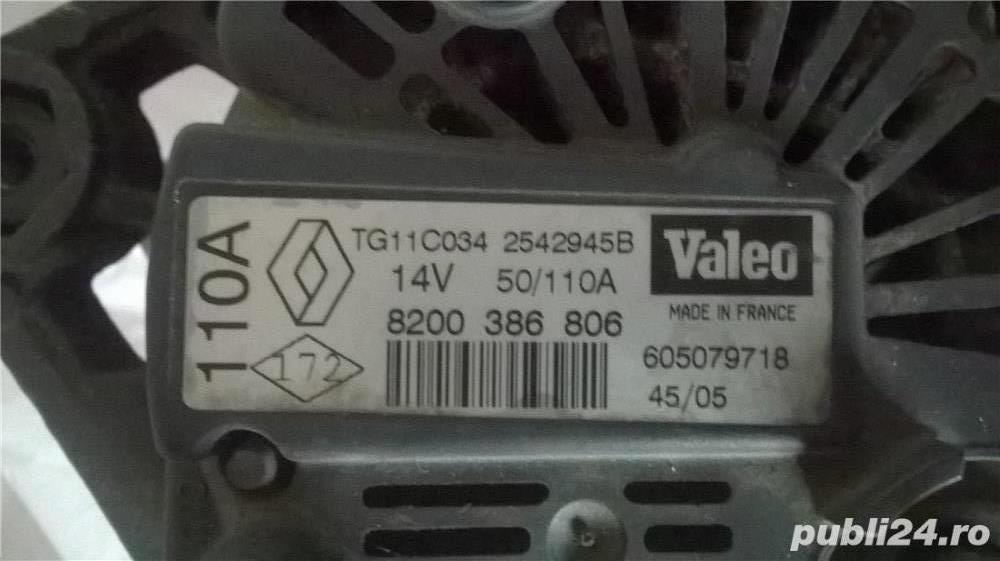 110A
TG11C034 2542945B
14V 50/110A
8200 386 806
172
Valeo
MADE IN FRANCE
605079718
45/05
publi24.ro